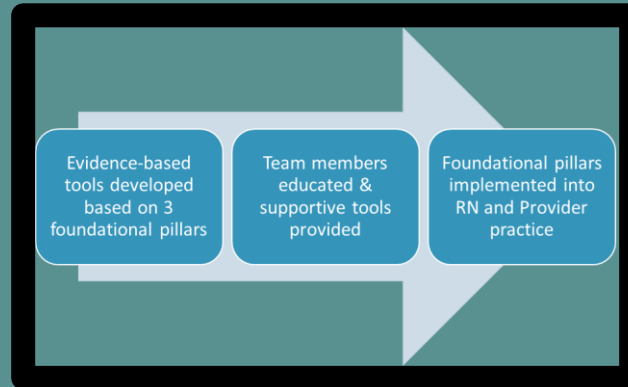 Evidence-based
tools developed
based on 3
foundational pillars
Team members
educated &
supportive tools
provided
Foundational pillars
implemented into
RN and Provider
practice